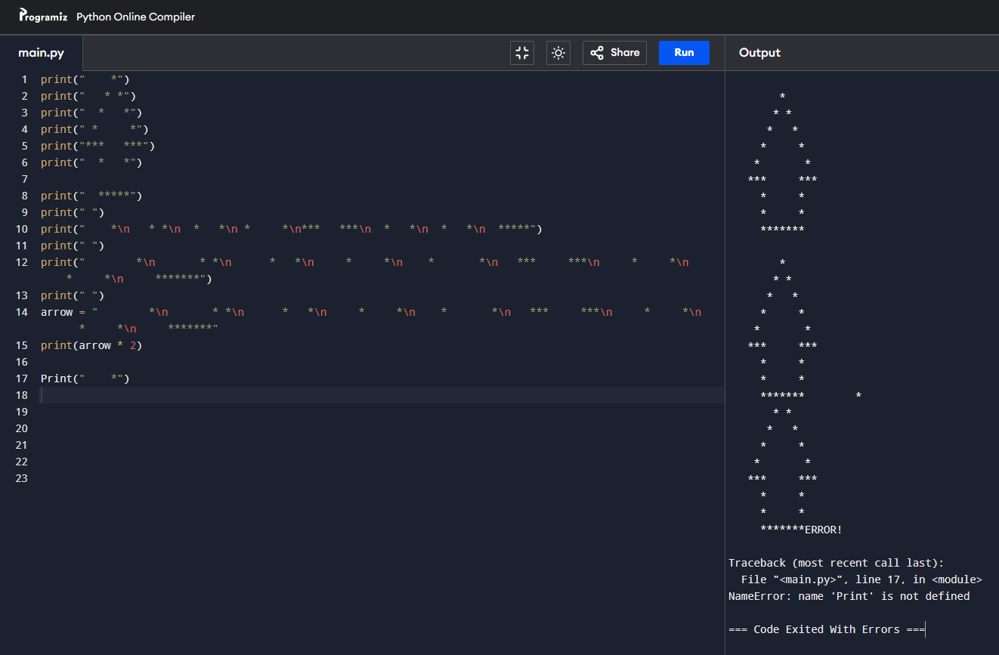 Programiz Python Online Compiler
main.py Share Run Output
1 print("    *")
2 print("   * *")
3 print("  *   *")
4 print(" *     *")
5 print("***   ***")
6 print("  *   *")
7
8 print("  *****")
9 print(" ")
10 print("    *\n   * *\n  *   *\n *     *\n***   ***\n  *   *\n  *   *\n  *****")
11 print(" ")
12 print("        *\n       * *\n      *   *\n     *     *\n    *       *\n   ***     ***\n     *     *\n
    *     *\n     *******")
13 print(" ")
14 arrow = "        *\n       * *\n      *   *\n     *     *\n    *       *\n   ***     ***\n     *     *\n
      *     *\n     *******"
15 print(arrow * 2)
16
17 Print("    *")
18
19
20
21
22
23
        *
       * *
      *   *
     *     *
    *       *
   ***     ***
     *     *
     *     *
     *******
        *
       * *
      *   *
     *     *
    *       *
   ***     ***
     *     *
     *     *
     *******        *
       * *
      *   *
     *     *
    *       *
   ***     ***
     *     *
     *     *
     *******ERROR!
Traceback (most recent call last):
  File "<main.py>", line 17, in <module>
NameError: name 'Print' is not defined
=== Code Exited With Errors ===